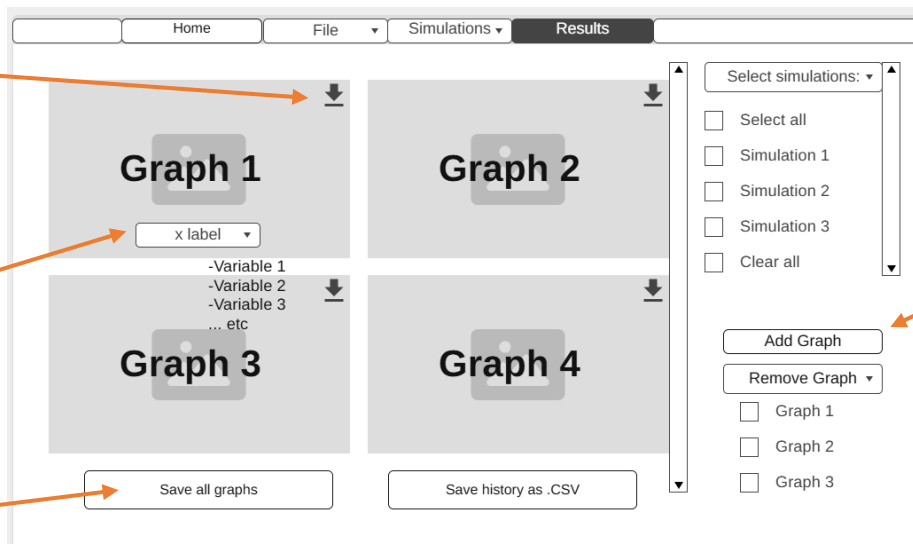 Home File Simulations Results
Select simulations:
Select all
Graph 1 Graph 2
Simulation 1
Simulation 2
Simulation 3
x label
Clear all
-Variable 1
-Variable 2
-Variable 3
... etc
Add Graph
Graph 3 Graph 4
Remove Graph
Graph 1
Graph 2
Graph 3
Save all graphs Save history as .CSV